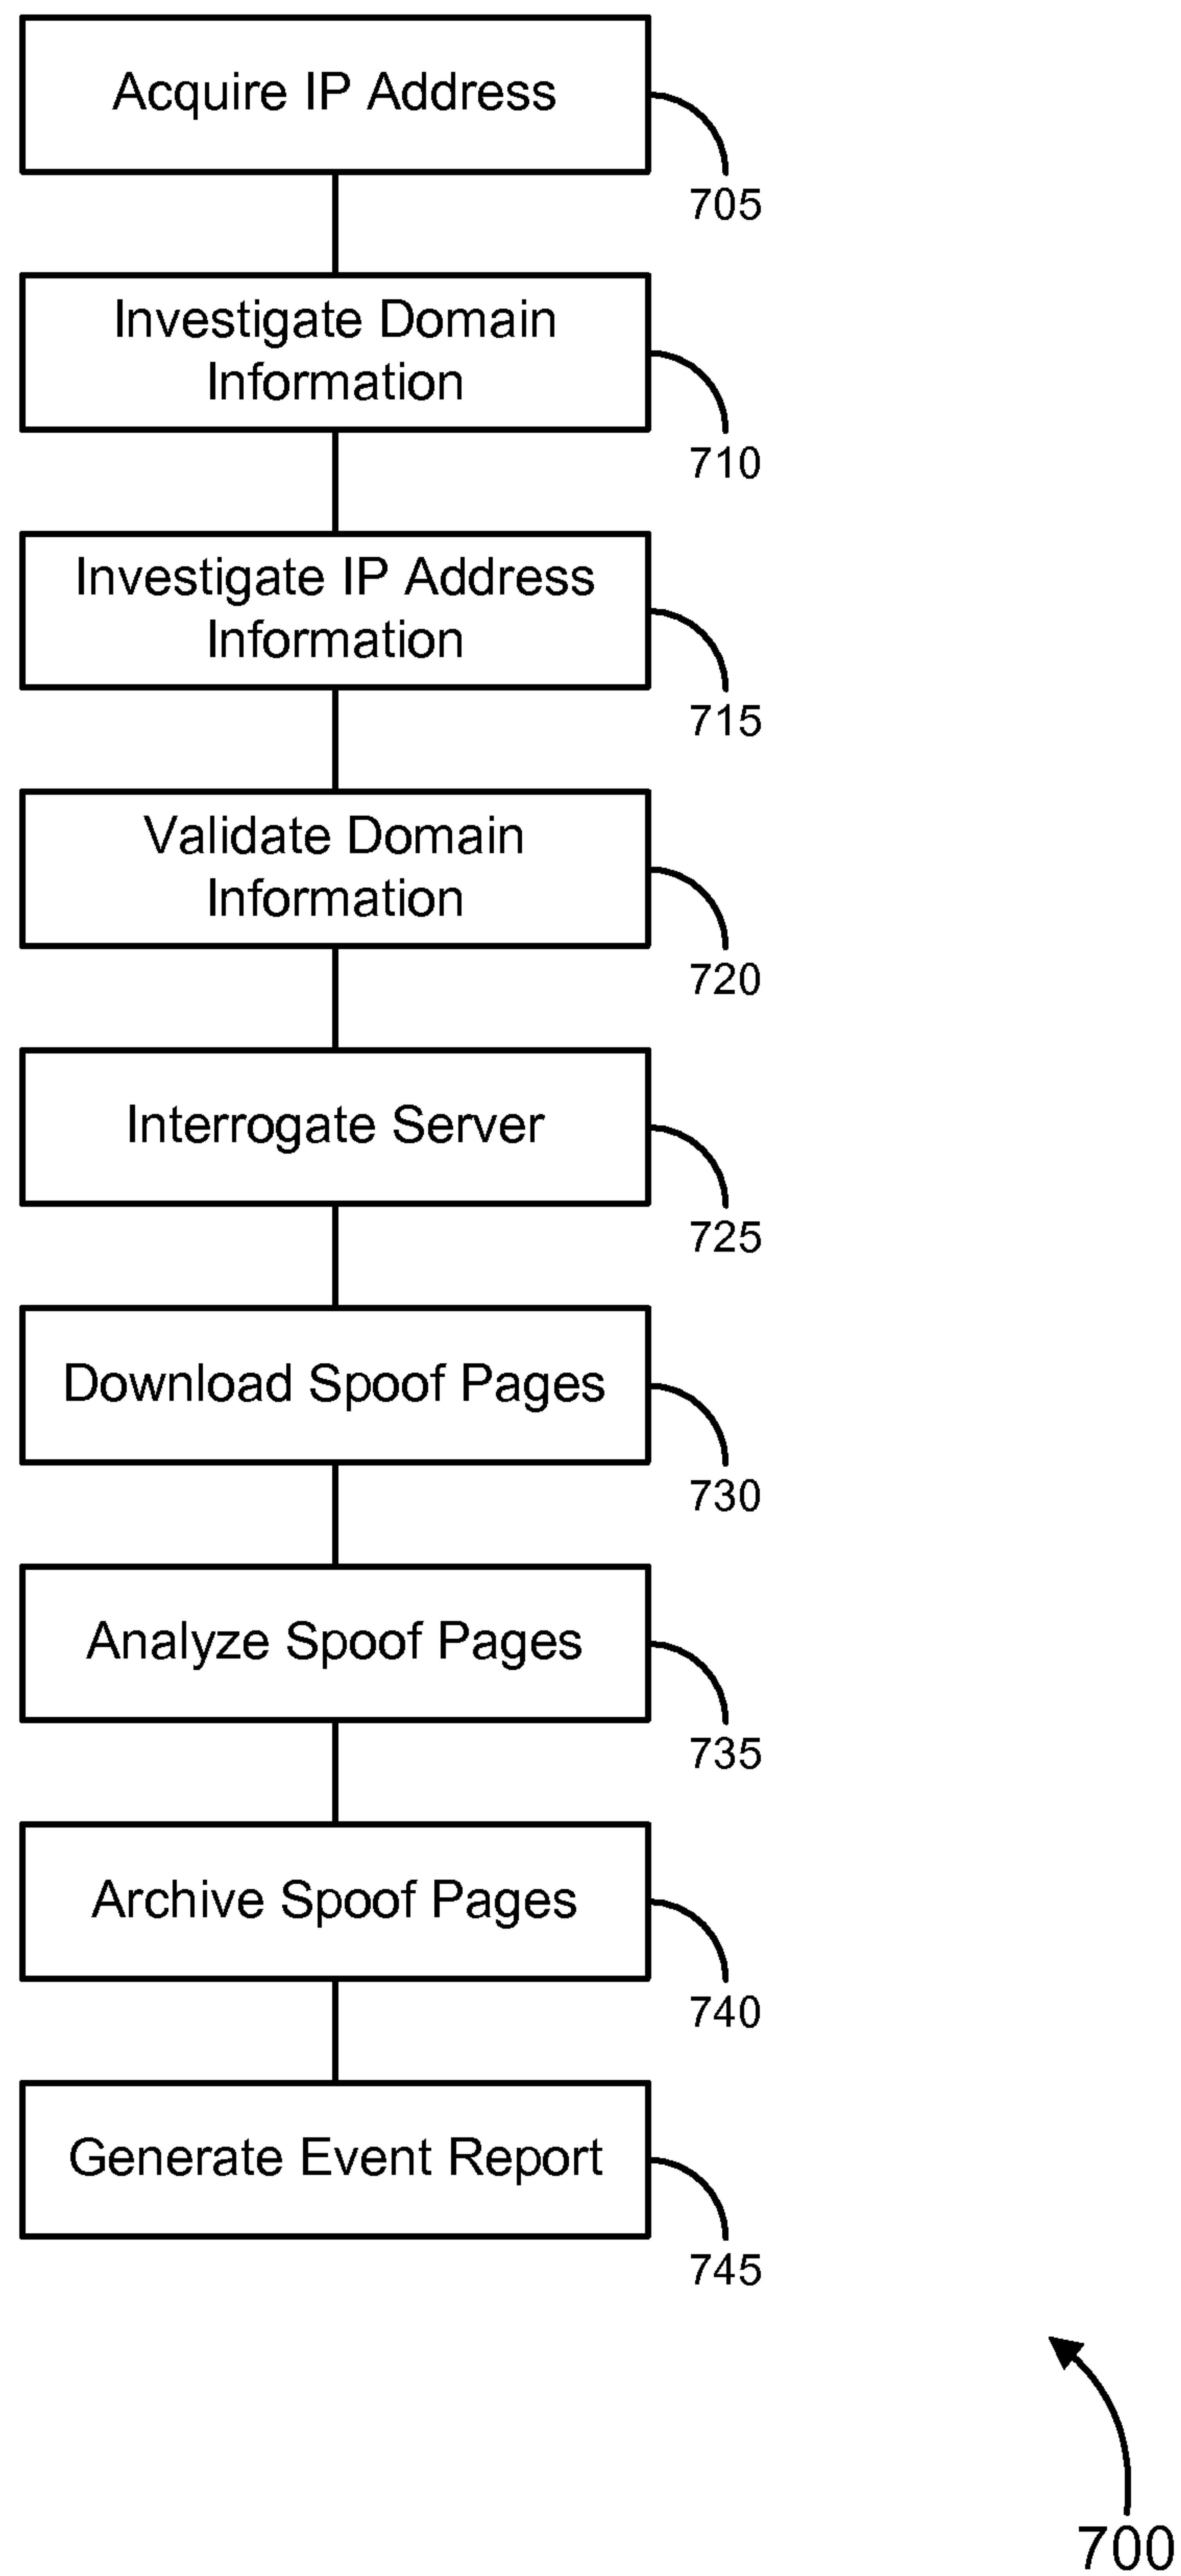 Acquire IP Address
705
Investigate Domain
Information
710
Investigate IP Address
Information
715
Validate Domain
Information
720
Interrogate Server
725
Download Spoof Pages
730
Analyze Spoof Pages
735
Archive Spoof Pages
740
Generate Event Report
745
700